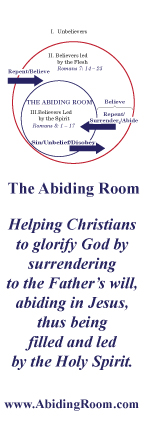 I. Unbelievers
II. Believers led
by the Flesh
Romans 7: 14 – 25
Repent/Believe
THE ABIDING ROOM
Believe
III.Believers Led
by the Spirit
Romans 8: 1 – 17
Repent/
Surrender/Abide
Sin/Unbelief/Disobey
The Abiding Room
Helping Christians
to glorify God by
surrendering
to the Father's will,
abiding in Jesus,
thus being
filled and led
by the Holy Spirit.
www.AbidingRoom.com